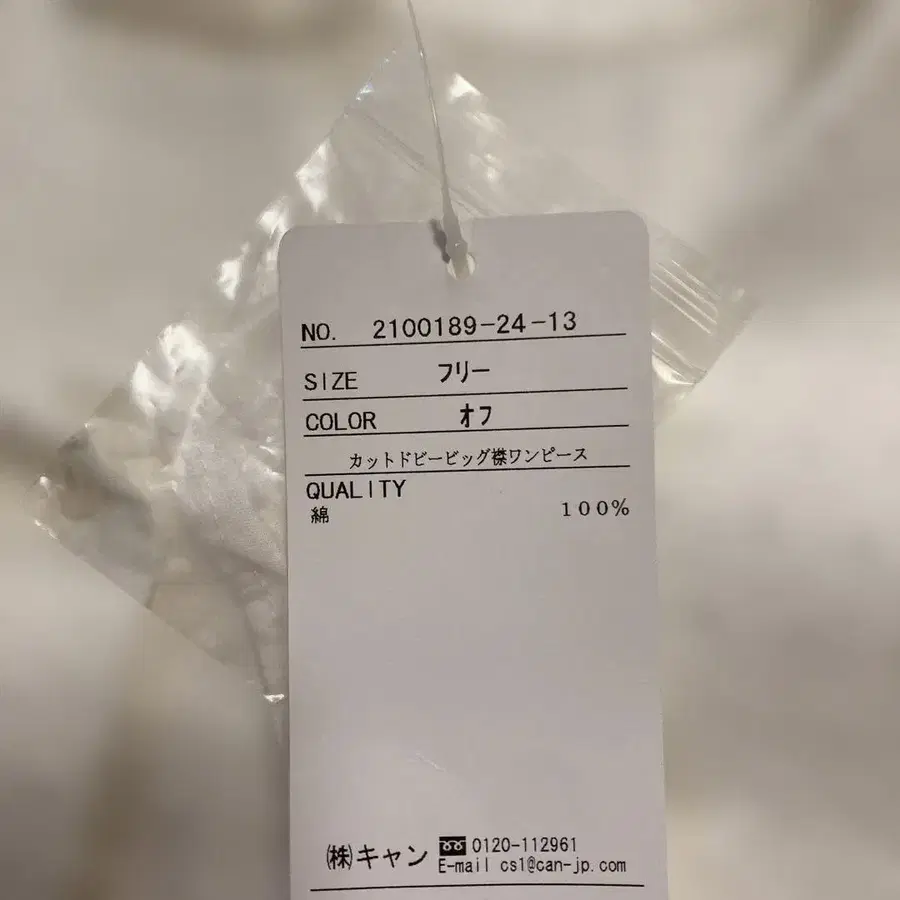 NO. 2100189-24-13
SIZE フリー
COLOR オフ
カットドビービッグ襟ワンピース
QUALITY
綿 100%
㈱キャン 0120-112961
E-mail cs1@can-jp.com